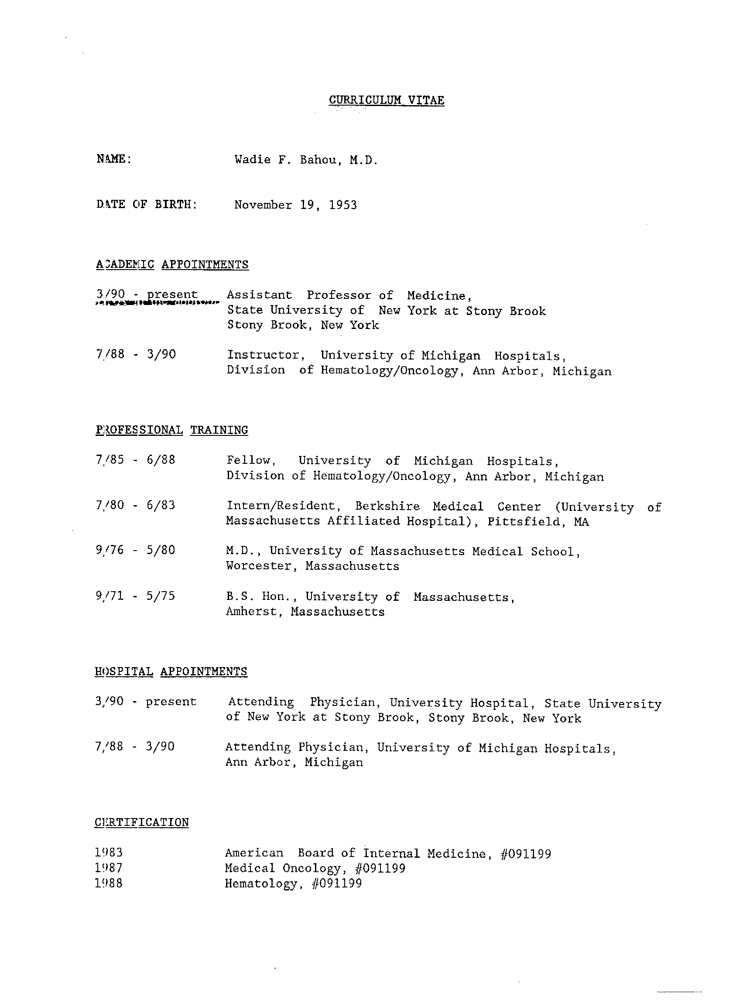 CURRICULUM VITAE
NAME: Wadie F. Bahou, M.D.
DATE OF BIRTH: November 19, 1953
ACADEMIC APPOINTMENTS
3/90 - present Assistant Professor of Medicine,
State University of New York at Stony Brook
Stony Brook, New York
7/88 - 3/90 Instructor, University of Michigan Hospitals,
Division of Hematology/Oncology, Ann Arbor, Michigan
PROFESSIONAL TRAINING
7/85 - 6/88 Fellow, University of Michigan Hospitals,
Division of Hematology/Oncology, Ann Arbor, Michigan
7/80 - 6/83 Intern/Resident, Berkshire Medical Center (University of
Massachusetts Affiliated Hospital), Pittsfield, MA
9/76 - 5/80 M.D., University of Massachusetts Medical School,
Worcester, Massachusetts
9/71 - 5/75 B.S. Hon., University of Massachusetts,
Amherst, Massachusetts
HOSPITAL APPOINTMENTS
3/90 - present Attending Physician, University Hospital, State University
of New York at Stony Brook, Stony Brook, New York
7/88 - 3/90 Attending Physician, University of Michigan Hospitals,
Ann Arbor, Michigan
CERTIFICATION
1983 American Board of Internal Medicine, #091199
1987 Medical Oncology, #091199
1988 Hematology, #091199